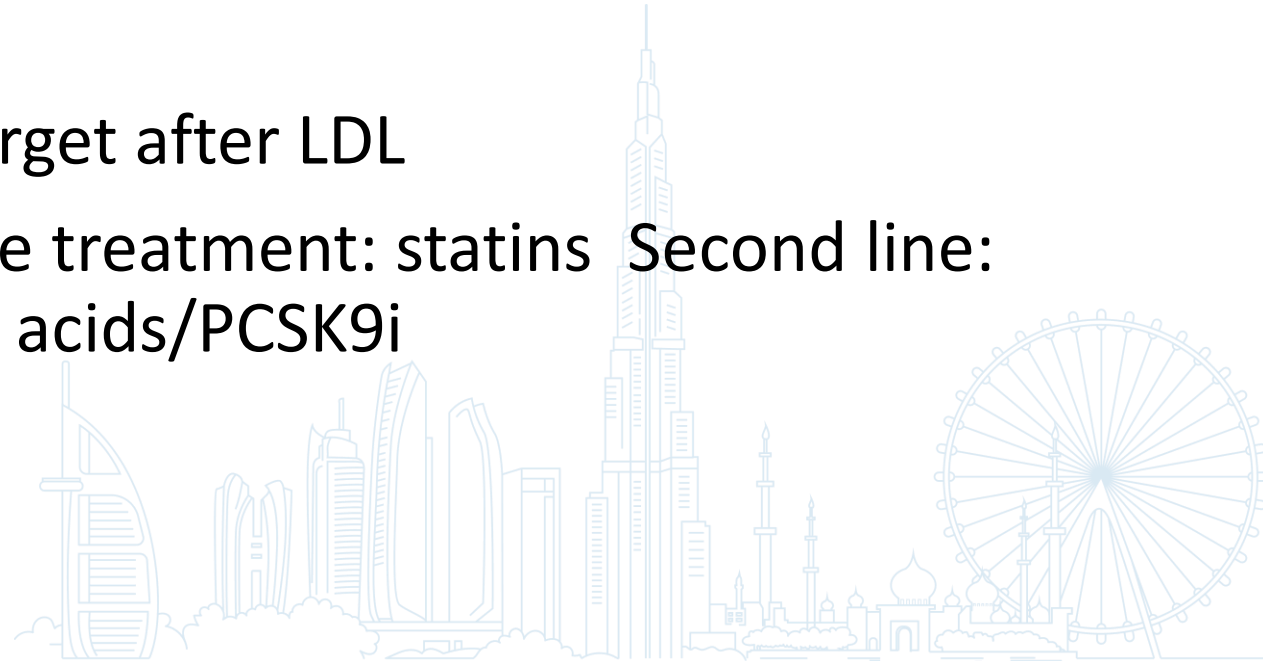 rget after LDL
e treatment: statins  Second line:
acids/PCSK9i